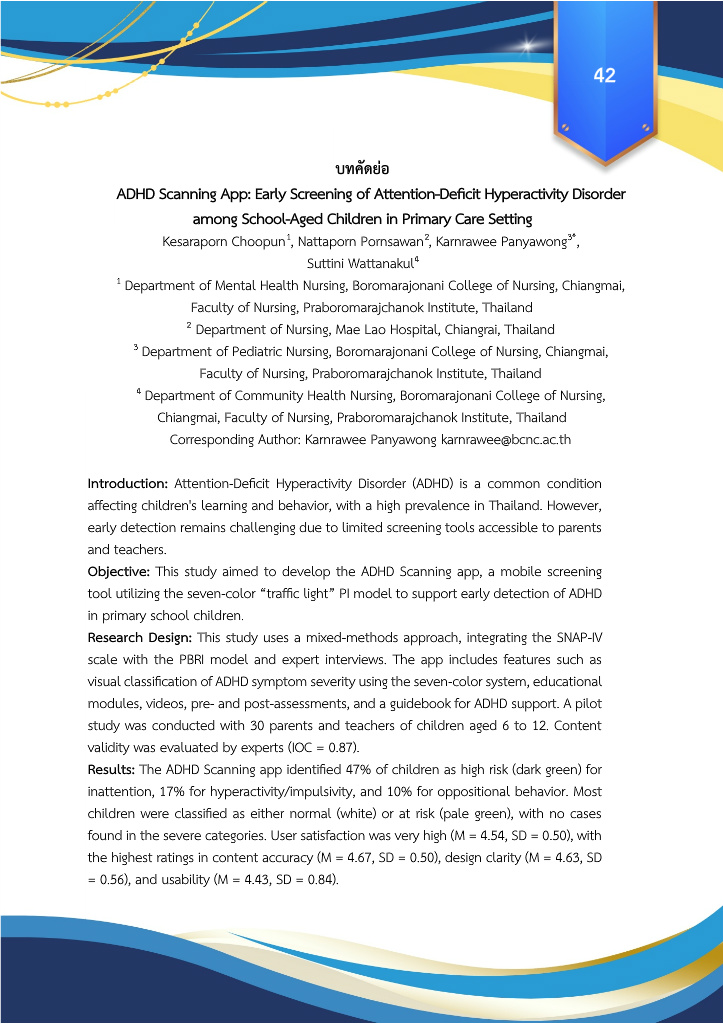 42
บทคัดย่อ
ADHD Scanning App: Early Screening of Attention-Deficit Hyperactivity Disorder
among School-Aged Children in Primary Care Setting
Kesaraporn Choopun¹, Nattaporn Pornsawan², Karnrawee Panyawong³*,
Suttini Wattanakul⁴
¹ Department of Mental Health Nursing, Boromarajonani College of Nursing, Chiangmai,
Faculty of Nursing, Praboromarajchanok Institute, Thailand
² Department of Nursing, Mae Lao Hospital, Chiangrai, Thailand
³ Department of Pediatric Nursing, Boromarajonani College of Nursing, Chiangmai,
Faculty of Nursing, Praboromarajchanok Institute, Thailand
⁴ Department of Community Health Nursing, Boromarajonani College of Nursing,
Chiangmai, Faculty of Nursing, Praboromarajchanok Institute, Thailand
Corresponding Author: Karnrawee Panyawong karnrawee@bcnc.ac.th
Introduction: Attention-Deficit Hyperactivity Disorder (ADHD) is a common condition
affecting children's learning and behavior, with a high prevalence in Thailand. However,
early detection remains challenging due to limited screening tools accessible to parents
and teachers.
Objective: This study aimed to develop the ADHD Scanning app, a mobile screening
tool utilizing the seven-color “traffic light” PI model to support early detection of ADHD
in primary school children.
Research Design: This study uses a mixed-methods approach, integrating the SNAP-IV
scale with the PBRI model and expert interviews. The app includes features such as
visual classification of ADHD symptom severity using the seven-color system, educational
modules, videos, pre- and post-assessments, and a guidebook for ADHD support. A pilot
study was conducted with 30 parents and teachers of children aged 6 to 12. Content
validity was evaluated by experts (IOC = 0.87).
Results: The ADHD Scanning app identified 47% of children as high risk (dark green) for
inattention, 17% for hyperactivity/impulsivity, and 10% for oppositional behavior. Most
children were classified as either normal (white) or at risk (pale green), with no cases
found in the severe categories. User satisfaction was very high (M = 4.54, SD = 0.50), with
the highest ratings in content accuracy (M = 4.67, SD = 0.50), design clarity (M = 4.63, SD
= 0.56), and usability (M = 4.43, SD = 0.84).